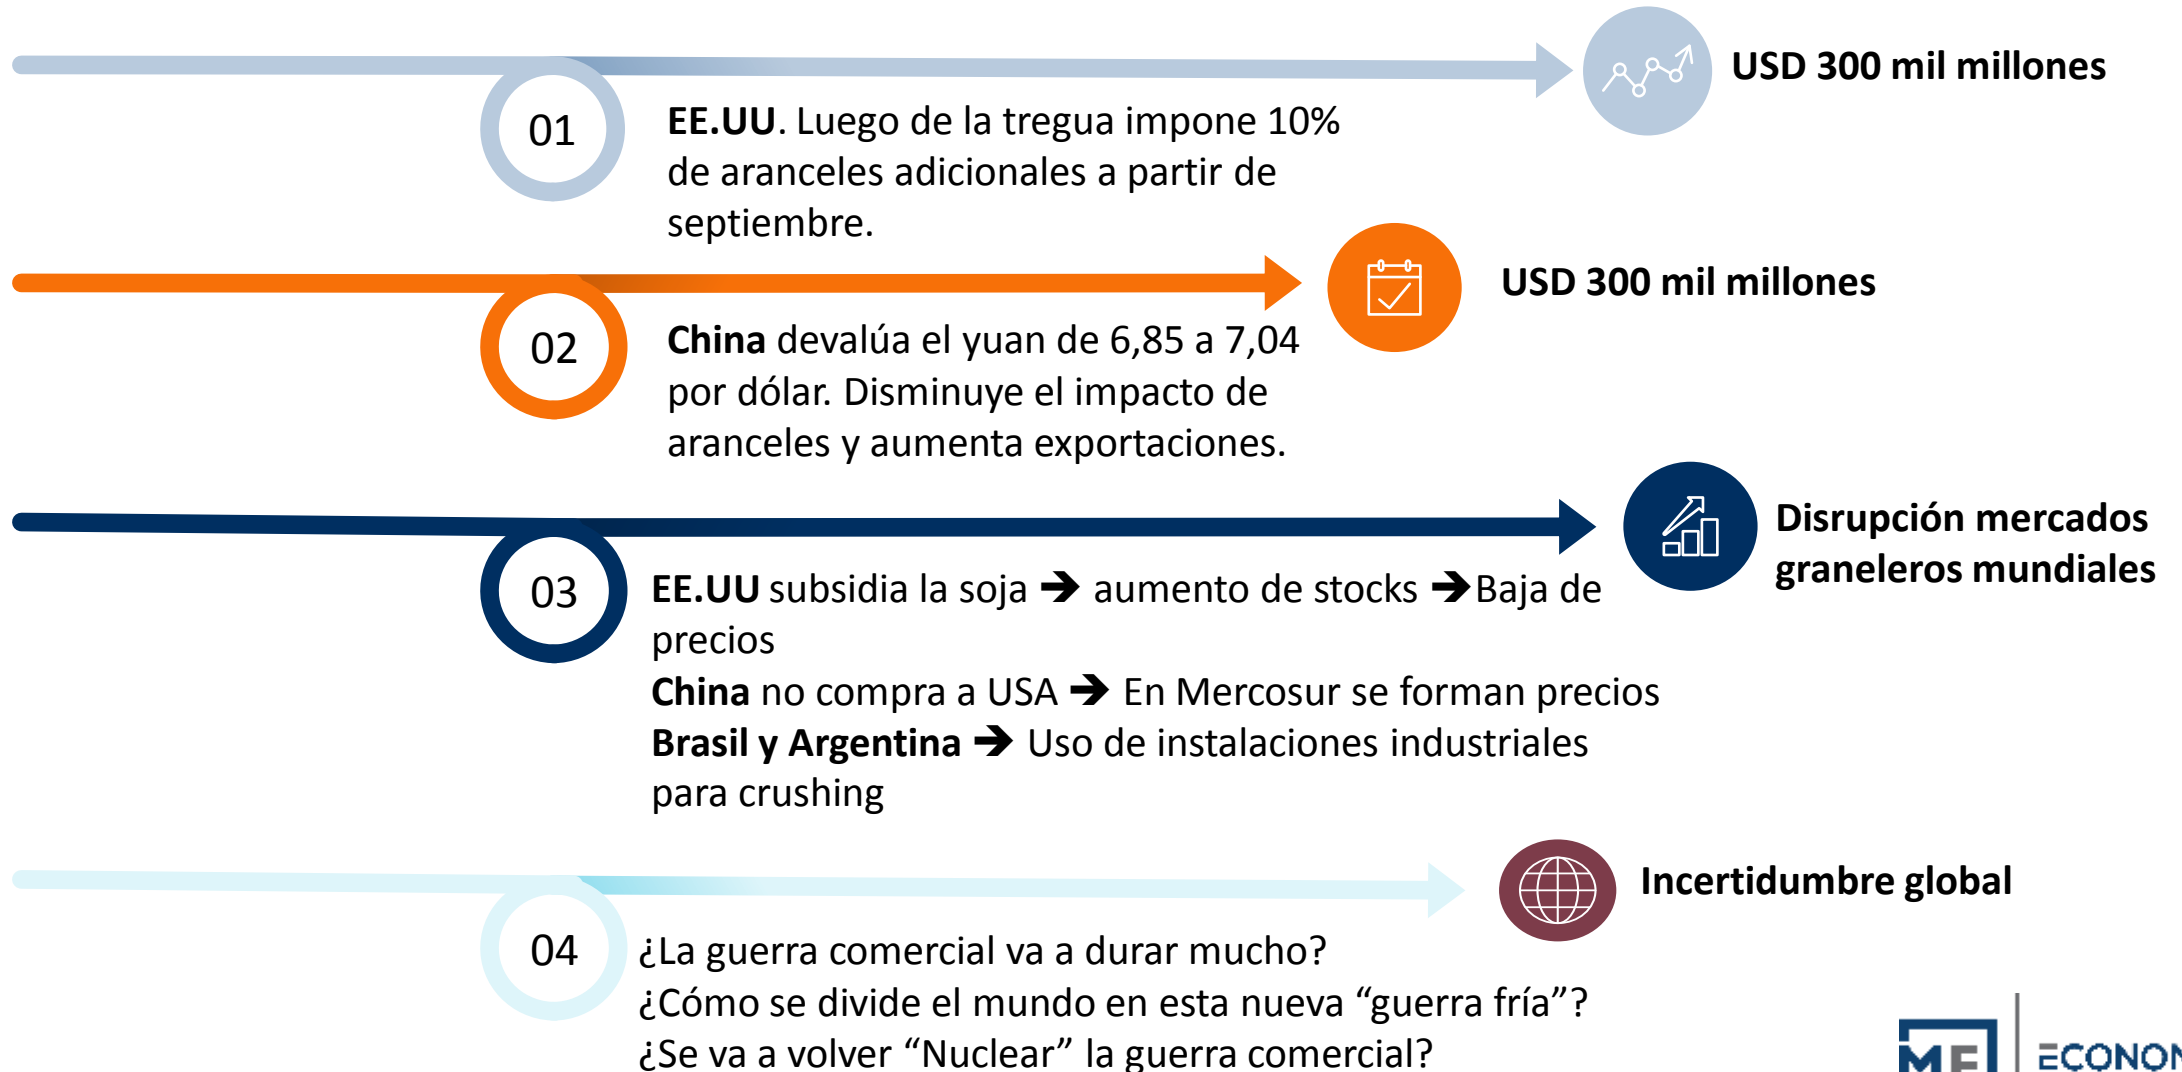 USD 300 mil millones
01
EE.UU. Luego de la tregua impone 10%
de aranceles adicionales a partir de
septiembre.
USD 300 mil millones
02
China devalúa el yuan de 6,85 a 7,04
por dólar. Disminuye el impacto de
aranceles y aumenta exportaciones.
Disrupción mercados
graneleros mundiales
03
EE.UU subsidia la soja ➔ aumento de stocks ➔Baja de
precios
China no compra a USA ➔ En Mercosur se forman precios
Brasil y Argentina ➔ Uso de instalaciones industriales
para crushing
Incertidumbre global
04
¿La guerra comercial va a durar mucho?
¿Cómo se divide el mundo en esta nueva “guerra fría”?
¿Se va a volver “Nuclear” la guerra comercial?